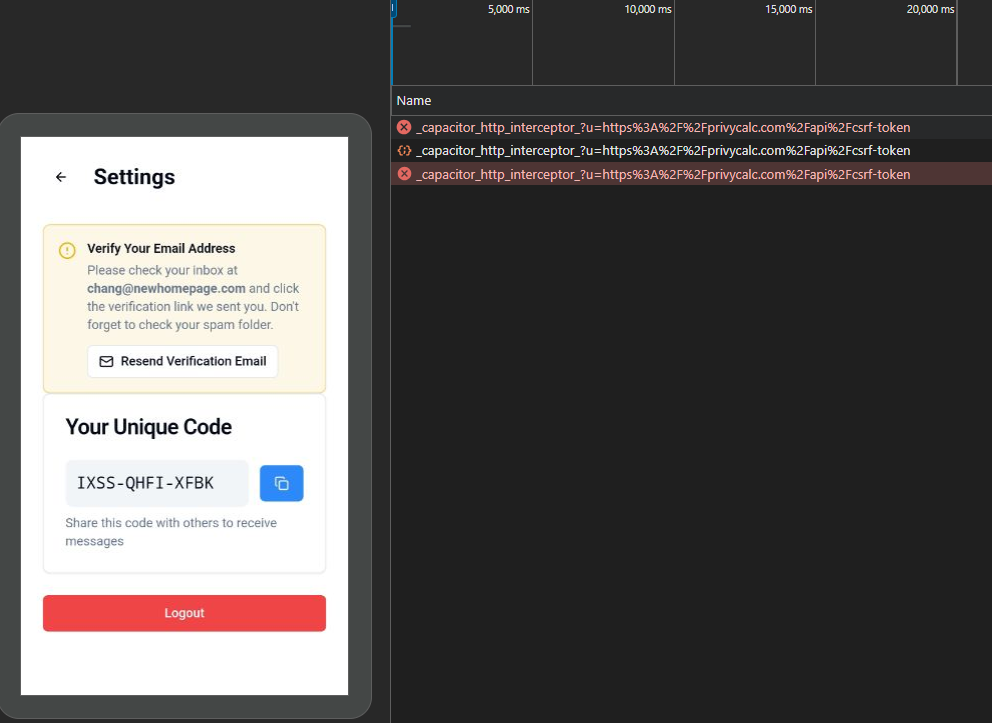 5,000 ms
10,000 ms
15,000 ms
20,000 ms
Name
_capacitor_http_interceptor_?u=https%3A%2F%2Fprivycalc.com%2Fapi%2Fcsrf-token
_capacitor_http_interceptor_?u=https%3A%2F%2Fprivycalc.com%2Fapi%2Fcsrf-token
_capacitor_http_interceptor_?u=https%3A%2F%2Fprivycalc.com%2Fapi%2Fcsrf-token
Settings
Verify Your Email Address
Please check your inbox at
chang@newhomepage.com and click
the verification link we sent you. Don't
forget to check your spam folder.
Resend Verification Email
Your Unique Code
IXSS-QHFI-XFBK
Share this code with others to receive
messages
Logout